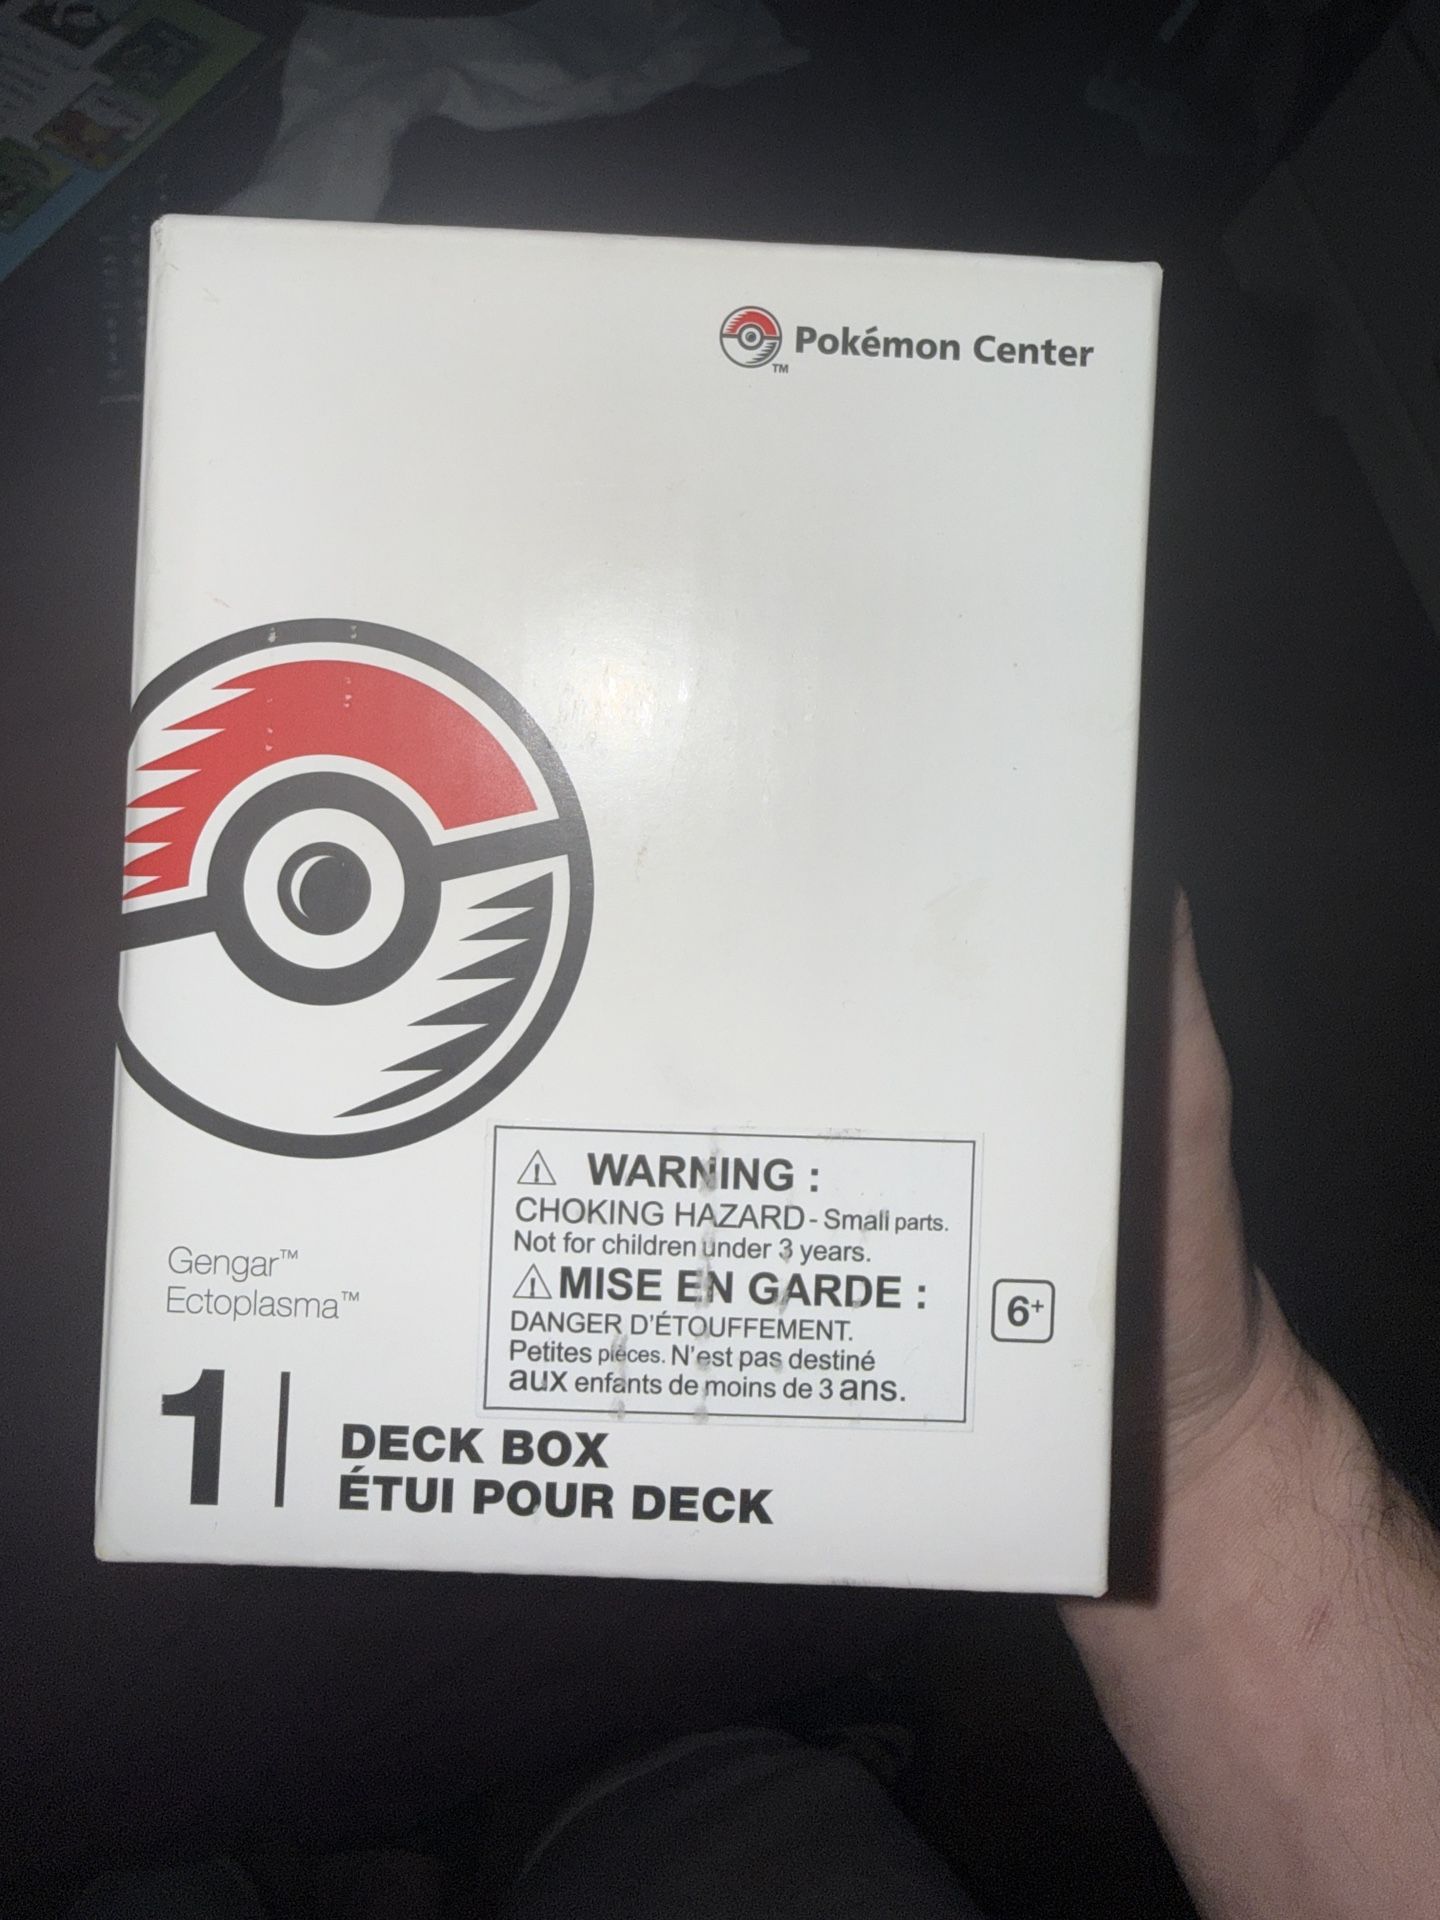 Pokémon Center
TM
⚠ WARNING :
CHOKING HAZARD - Small parts.
Not for children under 3 years.
⚠ MISE EN GARDE :
DANGER D'ÉTOUFFEMENT.
Petites pièces. N'est pas destiné
aux enfants de moins de 3 ans.
Gengar™
Ectoplasma™
6+
1
DECK BOX
ÉTUI POUR DECK